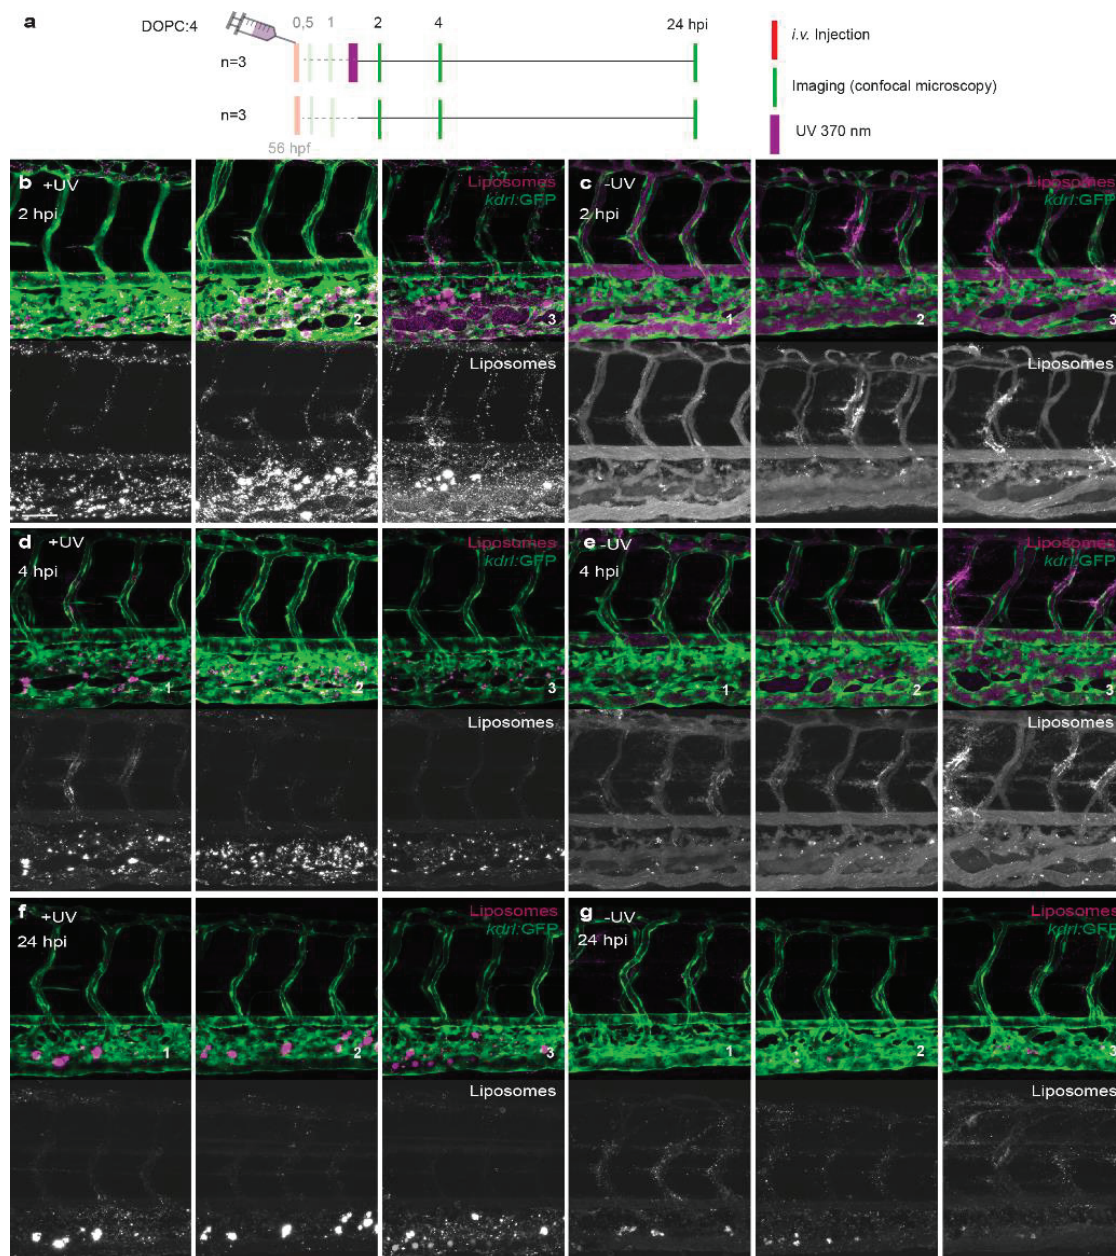 a
DOPC:4
0,5 1 2 4 24 hpi
n=3
n=3
56 hpf
i.v. Injection
Imaging (confocal microscopy)
UV 370 nm
b +UV
2 hpi
Liposomes
kdrl:GFP
1 2 3
Liposomes
c -UV
2 hpi
Liposomes
kdrl:GFP
1 2 3
Liposomes
d +UV
4 hpi
Liposomes
kdrl:GFP
1 2 3
Liposomes
e -UV
4 hpi
Liposomes
kdrl:GFP
1 2 3
Liposomes
f +UV
24 hpi
Liposomes
kdrl:GFP
1 2 3
Liposomes
g -UV
24 hpi
Liposomes
kdrl:GFP
1 2 3
Liposomes